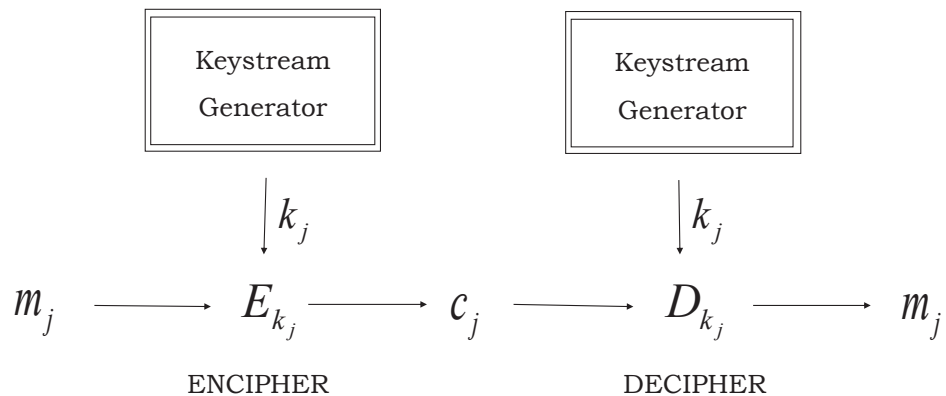 Keystream Generator
Keystream Generator
k_j
k_j
m_j
E_{k_j}
c_j
D_{k_j}
m_j
ENCIPHER
DECIPHER